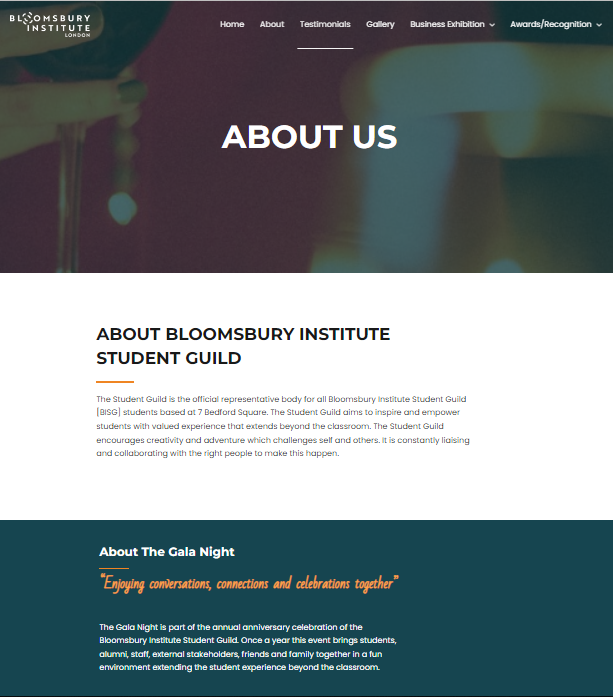 BLOOMSBURY
INSTITUTE
LONDON
Home About Testimonials Gallery Business Exhibition Awards/Recognition
ABOUT US
ABOUT BLOOMSBURY INSTITUTE
STUDENT GUILD
The Student Guild is the official representative body for all Bloomsbury Institute Student Guild
[BISG] students based at 7 Bedford Square. The Student Guild aims to inspire and empower
students with valued experience that extends beyond the classroom. The Student Guild
encourages creativity and adventure which challenges self and others. It is constantly liaising
and collaborating with the right people to make this happen.
About The Gala Night
"Enjoying conversations, connections and celebrations together"
The Gala Night is part of the annual anniversary celebration of the
Bloomsbury Institute Student Guild. Once a year this event brings students,
alumni, staff, external stakeholders, friends and family together in a fun
environment extending the student experience beyond the classroom.